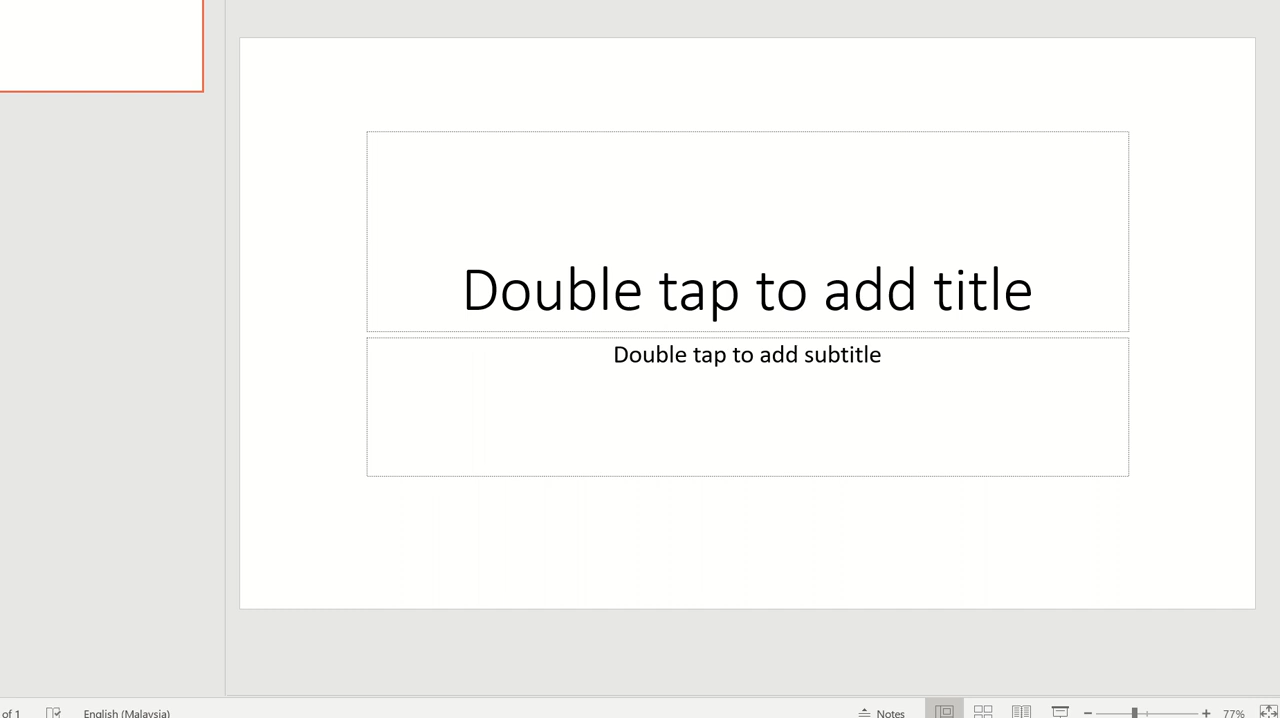 Double tap to add title
Double tap to add subtitle
of 1 English (Malaysia) Notes 77%